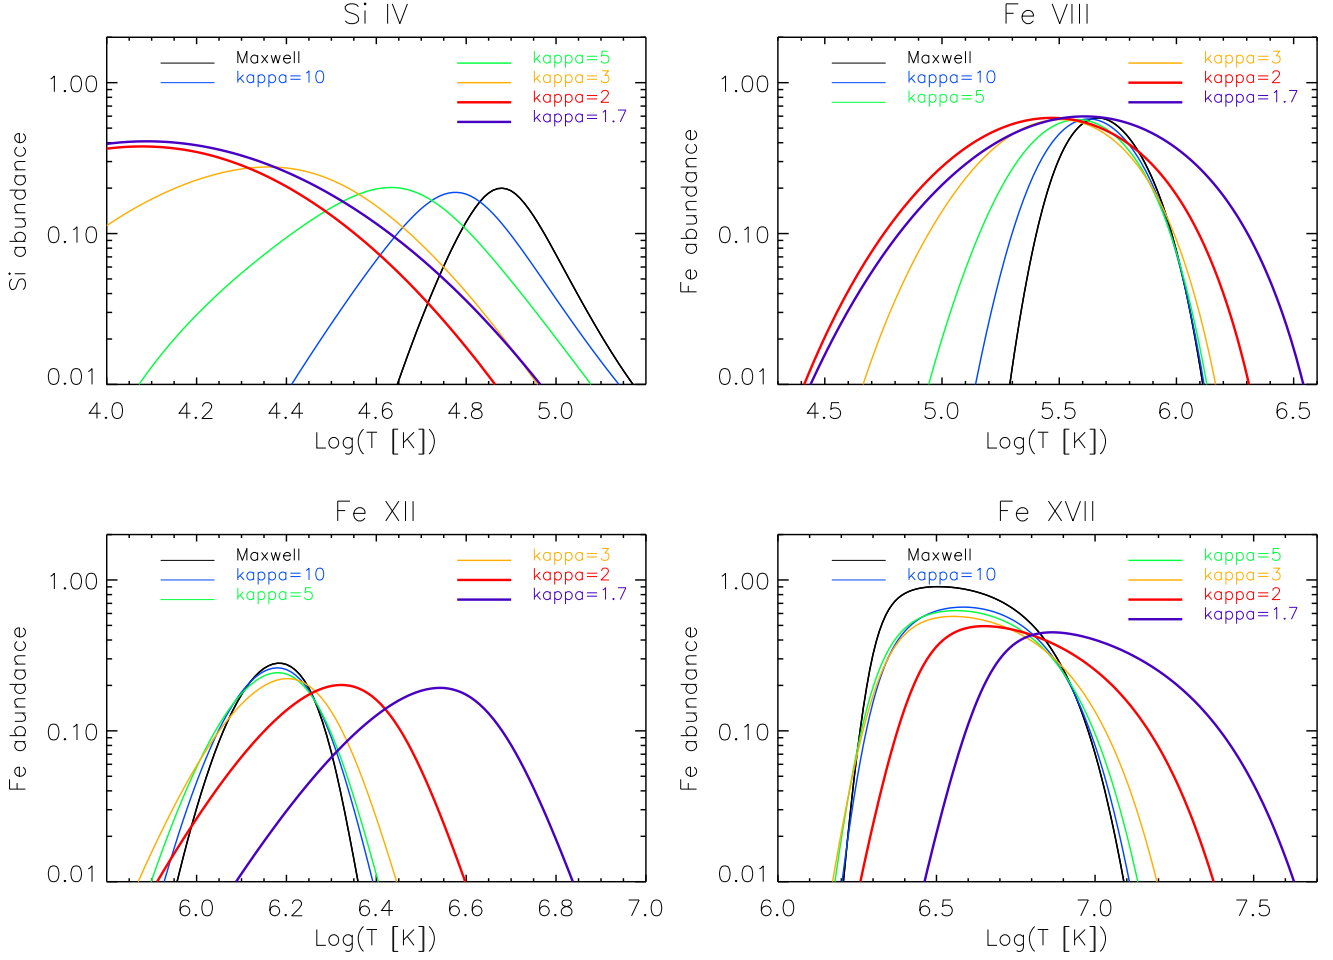 Si IV
Maxwell
kappa=10
kappa=5
kappa=3
kappa=2
kappa=1.7
1.00
0.10
0.01
Si abundance
4.0 4.2 4.4 4.6 4.8 5.0
Log(T [K])
Fe VIII
Maxwell
kappa=10
kappa=5
kappa=3
kappa=2
kappa=1.7
1.00
0.10
0.01
Fe abundance
4.5 5.0 5.5 6.0 6.5
Log(T [K])
Fe XII
Maxwell
kappa=10
kappa=5
kappa=3
kappa=2
kappa=1.7
1.00
0.10
0.01
Fe abundance
6.0 6.2 6.4 6.6 6.8 7.0
Log(T [K])
Fe XVII
Maxwell
kappa=10
kappa=5
kappa=3
kappa=2
kappa=1.7
1.00
0.10
0.01
Fe abundance
6.0 6.5 7.0 7.5
Log(T [K])